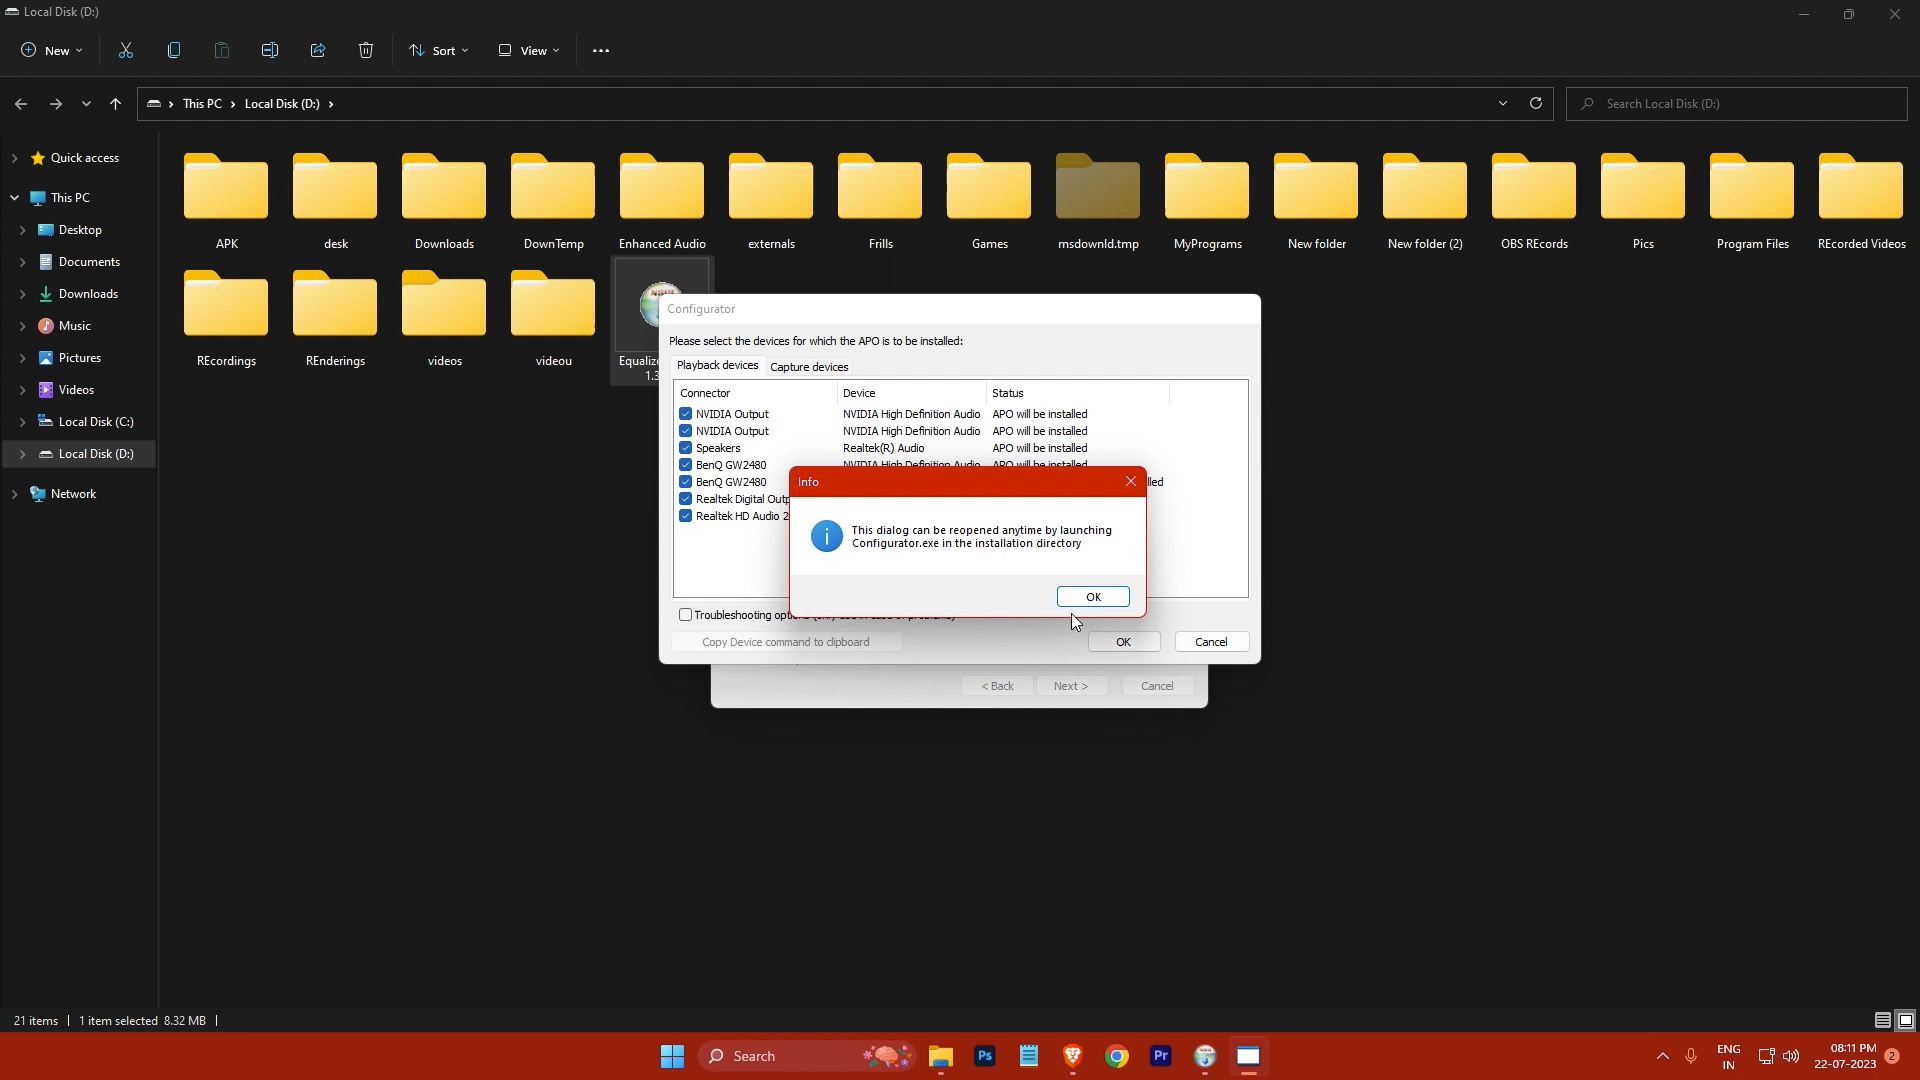 Local Disk (D:)
New
Sort
View
This PC
Local Disk (D:)
Search Local Disk (D:)
Quick access
This PC
Desktop
Documents
Downloads
Music
Pictures
Videos
Local Disk (C:)
Local Disk (D:)
Network
APK
desk
Downloads
DownTemp
Enhanced Audio
externals
Frills
Games
msdownld.tmp
MyPrograms
New folder
New folder (2)
OBS REcords
Pics
Program Files
REcorded Videos
REcordings
REnderings
videos
videou
Configurator
Please select the devices for which the APO is to be installed:
Playback devices Capture devices
Connector Device Status
NVIDIA Output NVIDIA High Definition Audio APO will be installed
NVIDIA Output NVIDIA High Definition Audio APO will be installed
Speakers Realtek(R) Audio APO will be installed
BenQ GW2480 NVIDIA High Definition Audio APO will be installed
BenQ GW2480
Realtek Digital
Realtek HD Audio
Info
This dialog can be reopened anytime by launching
Configurator.exe in the installation directory
OK
Troubleshooting
Copy Device command to clipboard
OK
Cancel
< Back
Next >
Cancel
21 items
1 item selected 8.32 MB
Search
Ps
Pr
ENG
IN
08:11 PM
22-07-2023
2